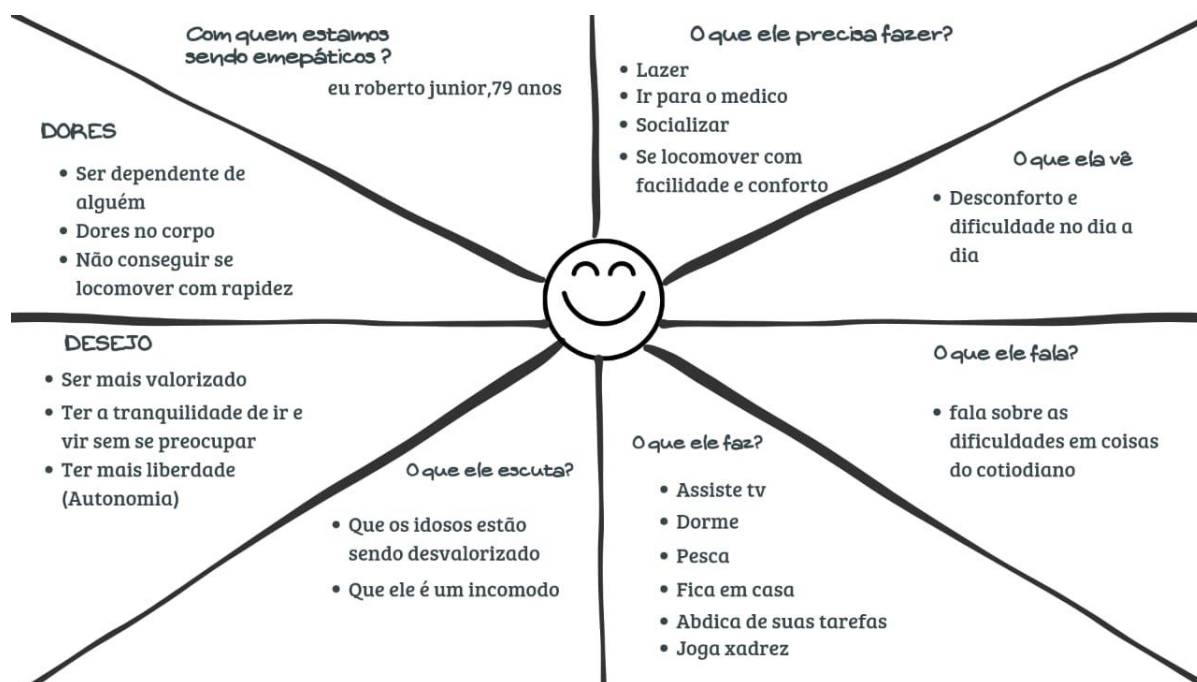 Com quem estamos
sendo emepáticos ?
eu roberto junior,79 anos
O que ele precisa fazer?
• Lazer
• Ir para o medico
• Socializar
• Se locomover com
facilidade e conforto
O que ela vê
• Desconforto e
dificuldade no dia a
dia
O que ele fala?
• fala sobre as
dificuldades em coisas
do cotiodiano
O que ele faz?
• Assiste tv
• Dorme
• Pesca
• Fica em casa
• Abdica de suas tarefas
• Joga xadrez
O que ele escuta?
• Que os idosos estão
sendo desvalorizado
• Que ele é um incomodo
DESEJO
• Ser mais valorizado
• Ter a tranquilidade de ir e
vir sem se preocupar
• Ter mais liberdade
(Autonomia)
DORES
• Ser dependente de
alguém
• Dores no corpo
• Não conseguir se
locomover com rapidez